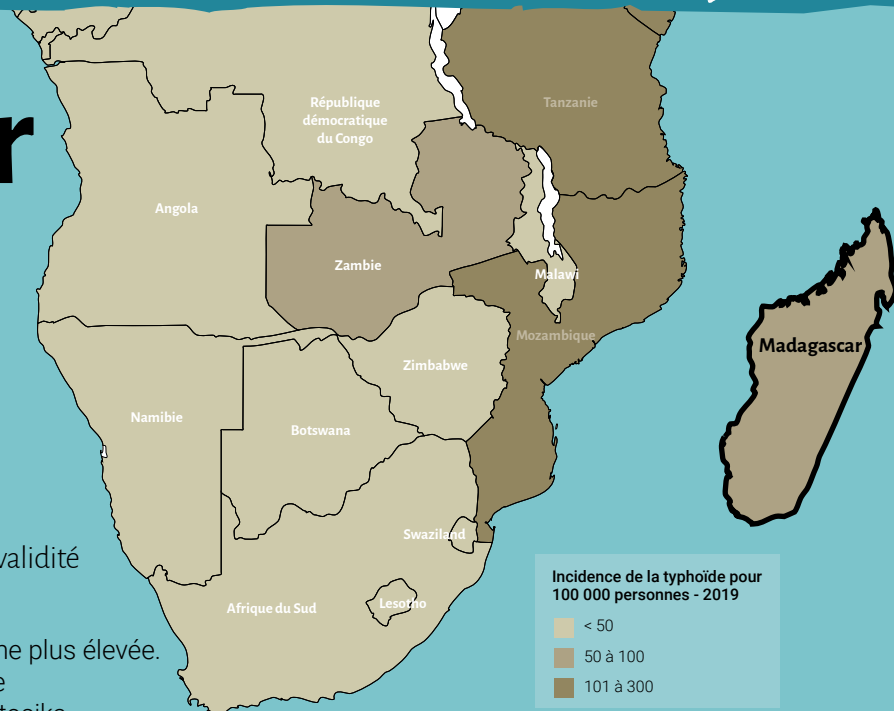 r
République
démocratique
du Congo
Tanzanie
Angola
Zambie
Malawi
Mozambique
Madagascar
Zimbabwe
Namibie
Botswana
Swaziland
validité
Afrique du Sud
Lesotho
Incidence de la typhoïde pour
100 000 personnes - 2019
< 50
50 à 100
101 à 300
ne plus élevée.